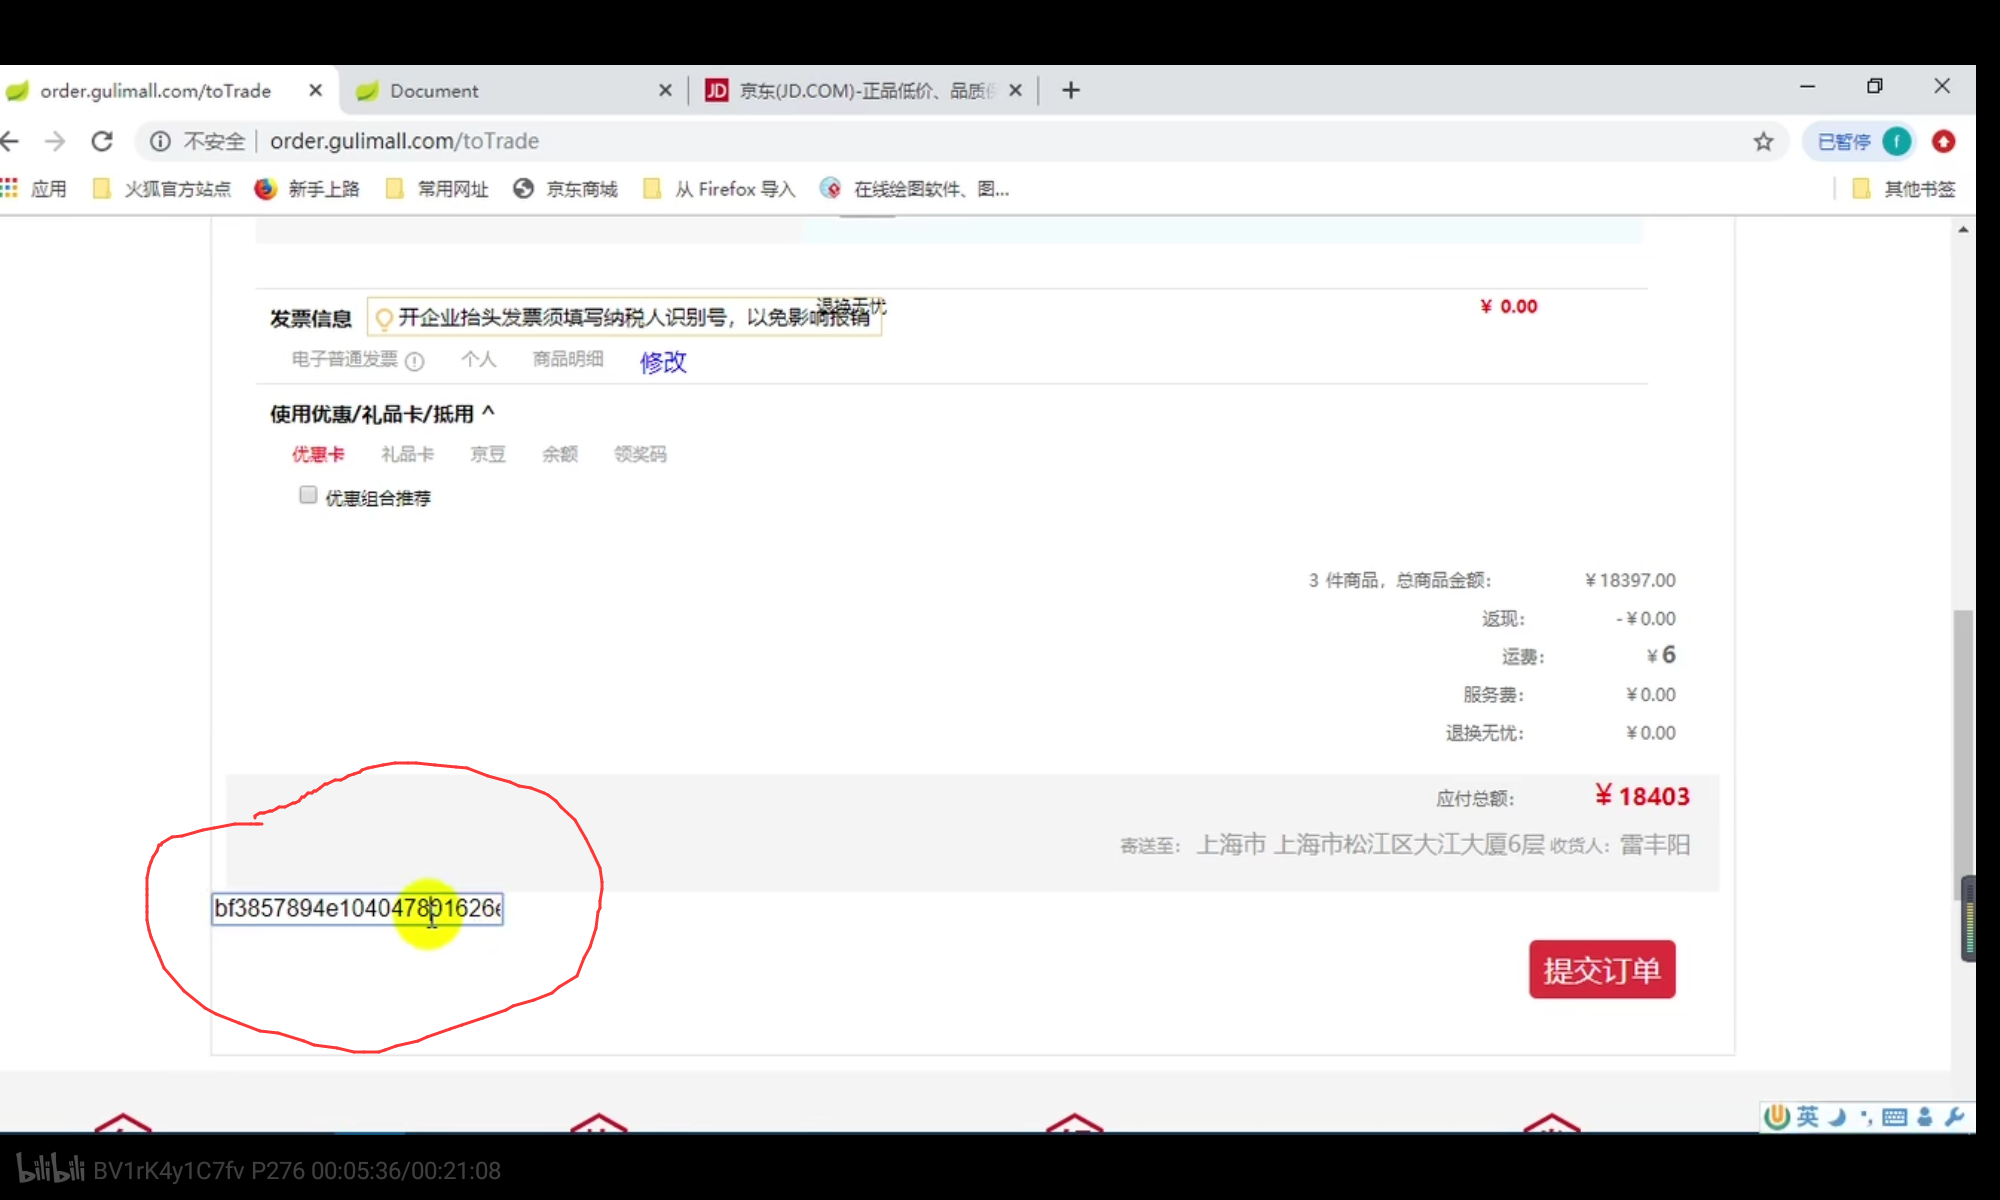 order.gulimall.com/toTrade
Document
京东(JD.COM)-正品低价、品质
不安全
order.gulimall.com/toTrade
已暂停
f
应用
火狐官方站点
新手上路
常用网址
京东商城
从 Firefox 导入
在线绘图软件、图...
其他书签
发票信息
开企业抬头发票须填写纳税人识别号，以免影响报销
退换无忧
¥ 0.00
电子普通发票
个人
商品明细
修改
使用优惠/礼品卡/抵用 ^
优惠卡
礼品卡
京豆
余额
领奖码
优惠组合推荐
3 件商品，总商品金额：
¥18397.00
返现：
-¥0.00
运费：
¥6
服务费：
¥0.00
退换无忧：
¥0.00
应付总额：
¥18403
寄送至： 上海市 上海市松江区大江大厦6层 收货人：雷丰阳
bf3857894e104047801626e
提交订单
英
bilibili BV1rK4y1C7fv P276 00:05:36/00:21:08